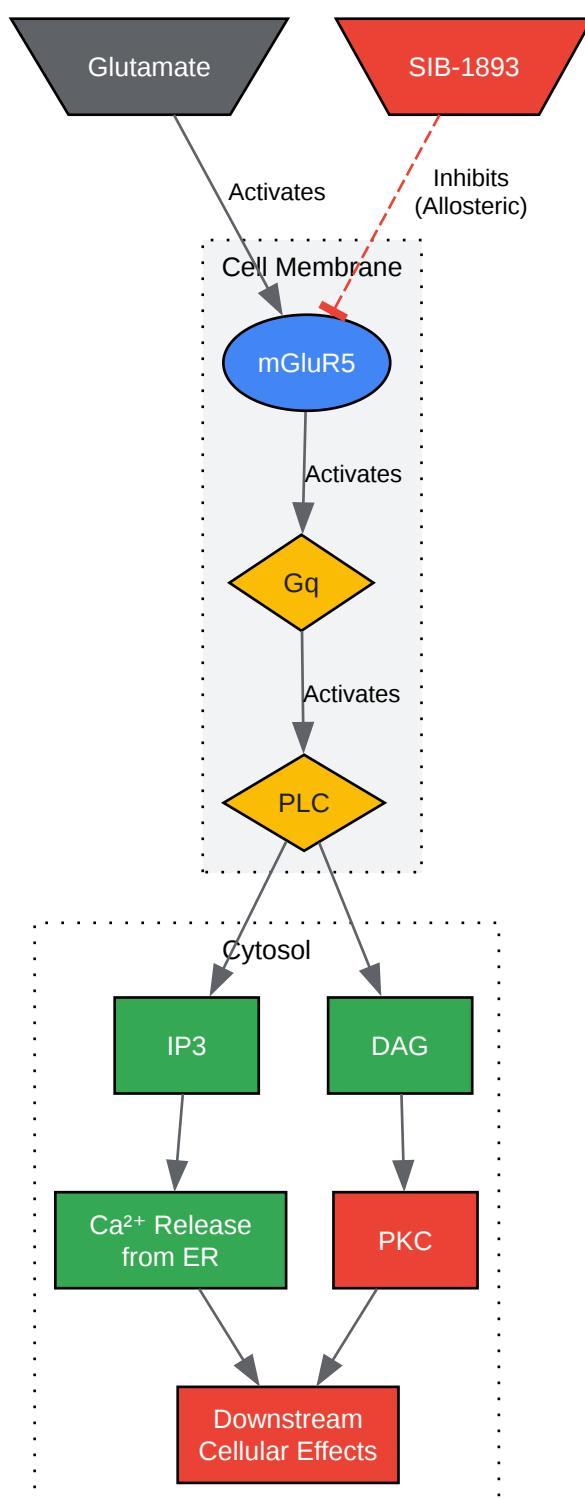 Glutamate
SIB-1893
Activates
Inhibits
(Allosteric)
Cell Membrane
mGluR5
Activates
Gq
Activates
PLC
Cytosol
IP3
DAG
Ca²⁺ Release
from ER
PKC
Downstream
Cellular Effects